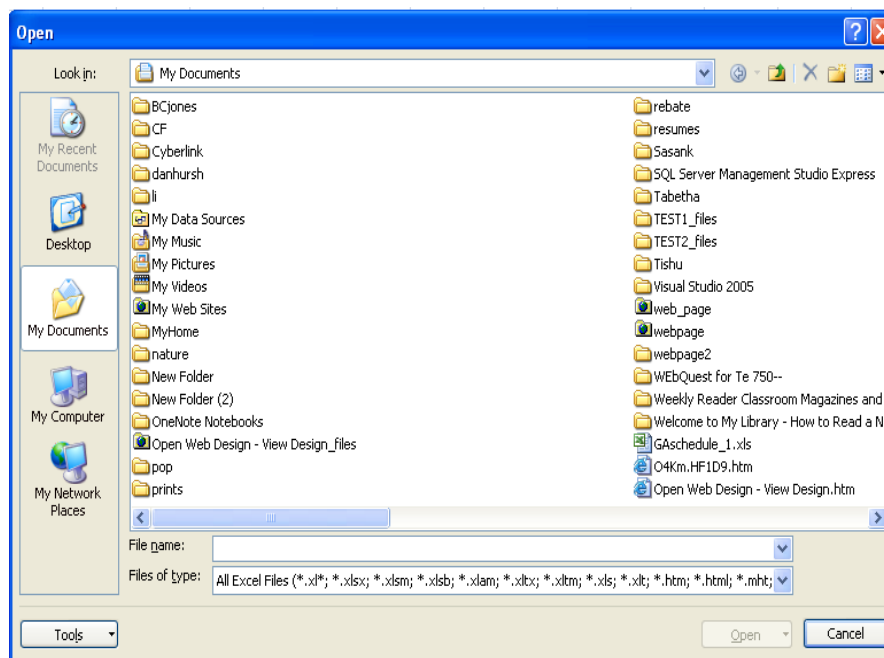 Open
Look in:
My Documents
My Recent
Documents
Desktop
My Documents
My Computer
My Network
Places
BCjones
CF
Cyberlink
danhursh
li
My Data Sources
My Music
My Pictures
My Videos
My Web Sites
MyHome
nature
New Folder
New Folder (2)
OneNote Notebooks
Open Web Design - View Design_files
pop
prints
rebate
resumes
Sasank
SQL Server Management Studio Express
Tabetha
TEST1_files
TEST2_files
Tishu
Visual Studio 2005
web_page
webpage
webpage2
WEbQuest for Te 750--
Weekly Reader Classroom Magazines and
Welcome to My Library - How to Read a N
GAschedule_1.xls
O4Km.HF1D9.htm
Open Web Design - View Design.htm
File name:
Files of type:
All Excel Files (*.xl*; *.xlsx; *.xlsm; *.xlsb; *.xlam; *.xltx; *.xltm; *.xls; *.xlt; *.htm; *.html; *.mht;
Tools
Open
Cancel